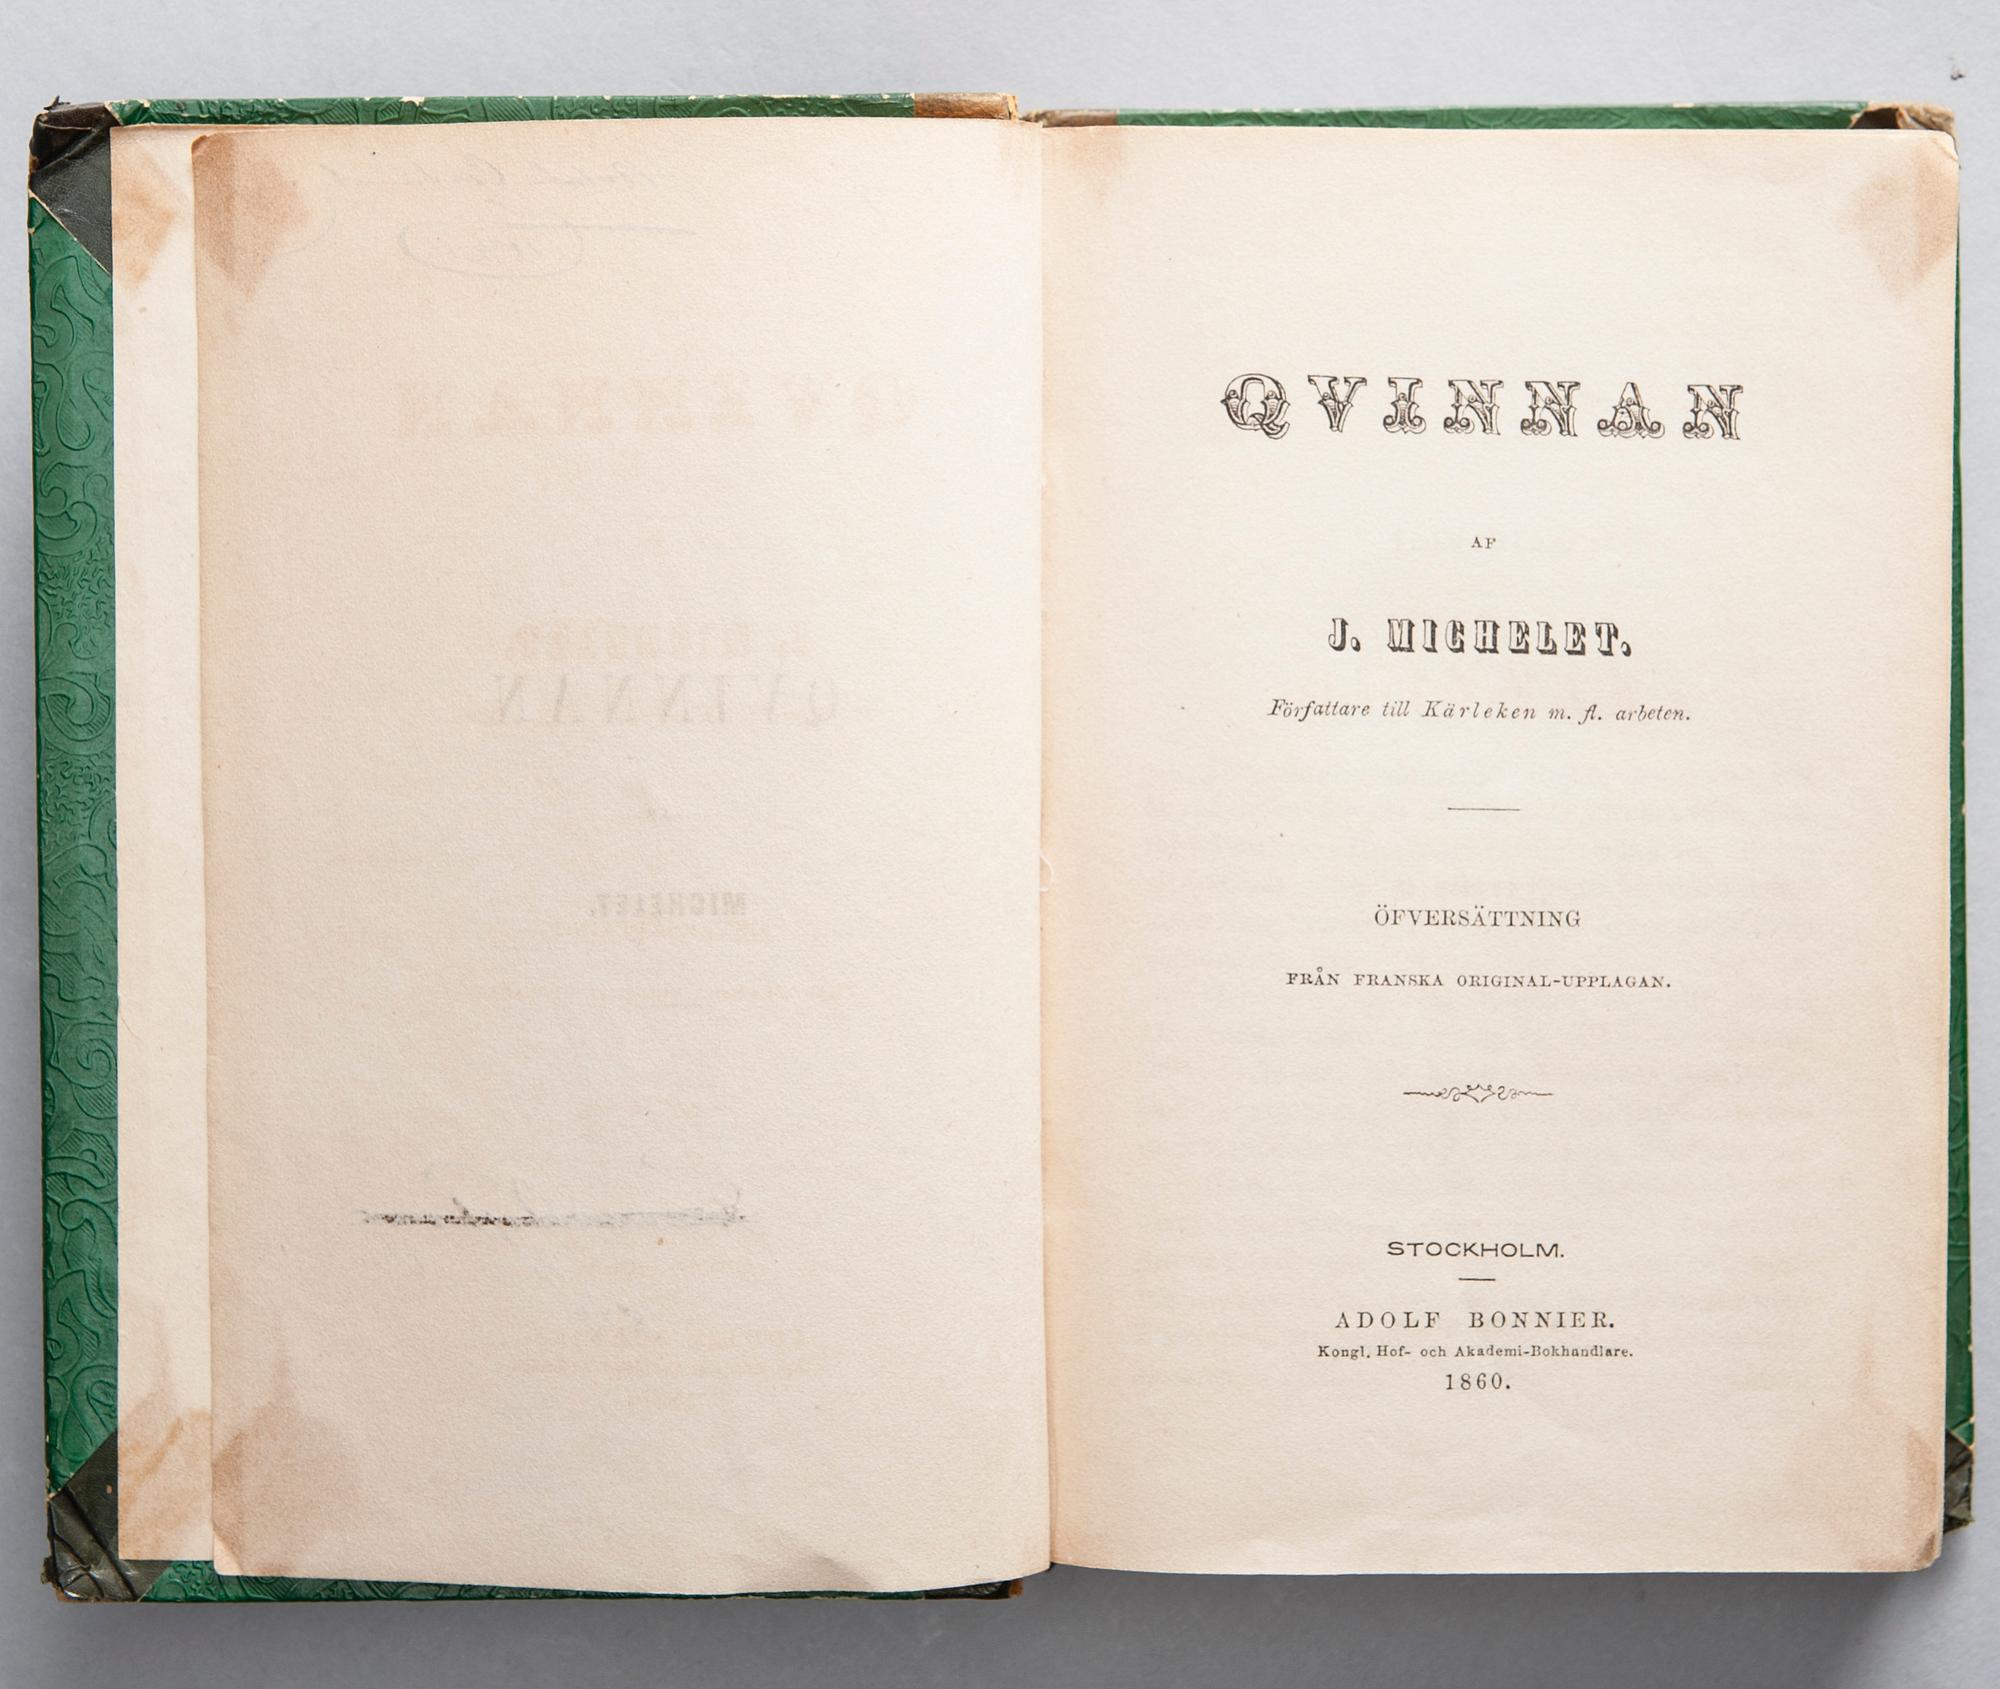 QVINNAN
AF
J. MICHELET.
Författare till Kärleken m. fl. arbeten.
ÖFVERSÄTTNING
FRÅN FRANSKA ORIGINAL-UPPLAGAN.
STOCKHOLM.
ADOLF BONNIER.
Kongl. Hof- och Akademi-Bokhandlare.
1860.